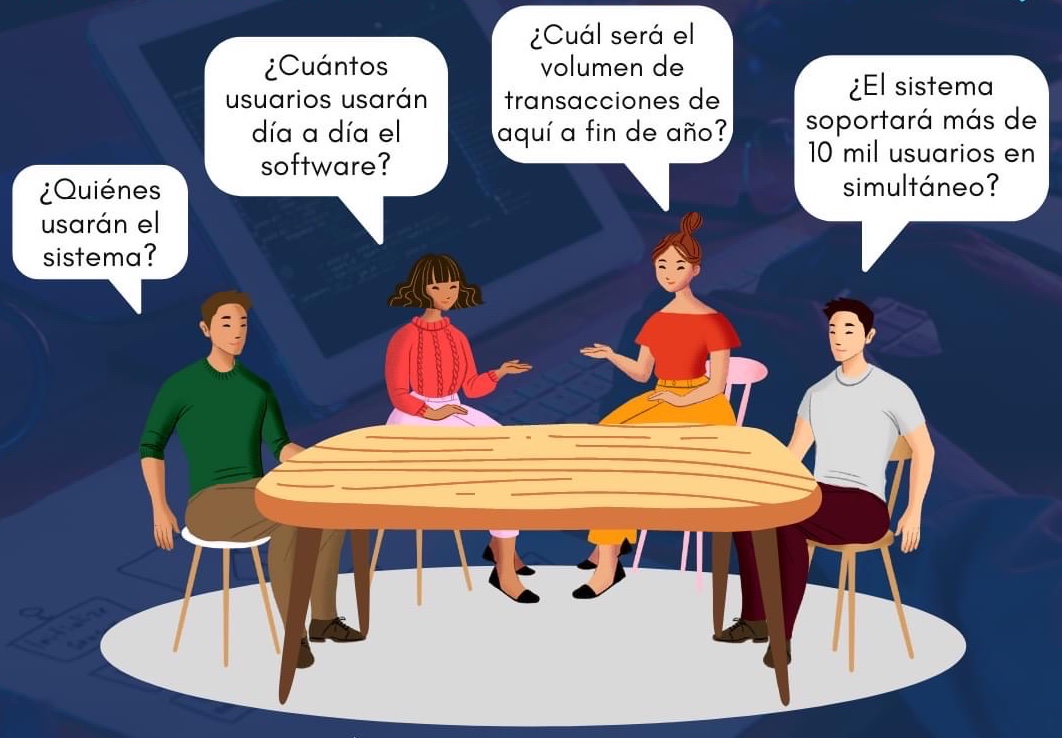 ¿Quiénes
usarán el
sistema?
¿Cuántos
usuarios usarán
día a día el
software?
¿Cuál será el
volumen de
transacciones de
aquí a fin de año?
¿El sistema
soportará más de
10 mil usuarios en
simultáneo?